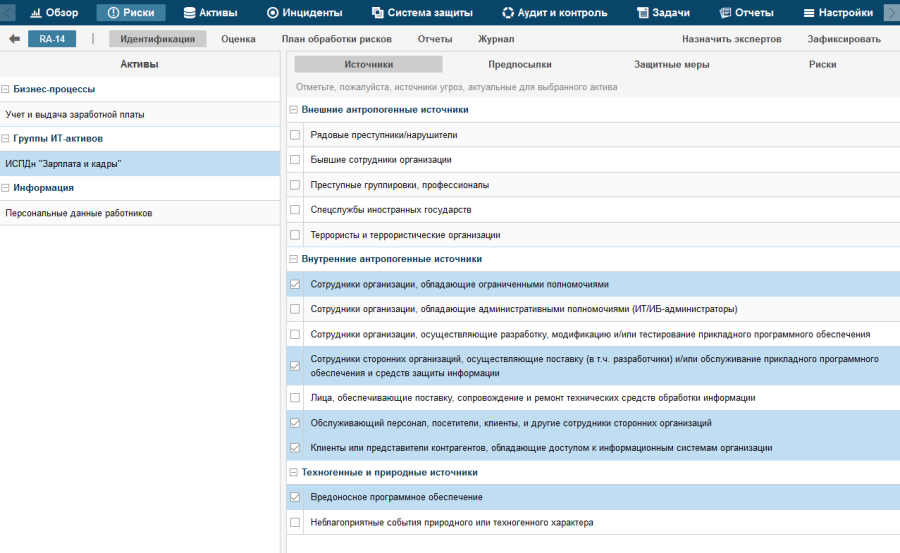 Обзор Риски Активы Инциденты Система защиты Аудит и контроль Задачи Отчеты Настройки
RA-14 Идентификация Оценка План обработки рисков Отчеты Журнал Назначить экспертов Зафиксировать
Активы
Бизнес-процессы
Учет и выдача заработной платы
Группы ИТ-активов
ИСПДн "Зарплата и кадры"
Информация
Персональные данные работников
Источники Предпосылки Защитные меры Риски
Отметьте, пожалуйста, источники угроз, актуальные для выбранного актива
Внешние антропогенные источники
Рядовые преступники/нарушители
Бывшие сотрудники организации
Преступные группировки, профессионалы
Спецслужбы иностранных государств
Террористы и террористические организации
Внутренние антропогенные источники
Сотрудники организации, обладающие ограниченными полномочиями
Сотрудники организации, обладающие административными полномочиями (ИТ/ИБ-администраторы)
Сотрудники организации, осуществляющие разработку, модификацию и/или тестирование прикладного программного обеспечения
Сотрудники сторонних организаций, осуществляющие поставку (в т.ч. разработчики) и/или обслуживание прикладного программного
обеспечения и средств защиты информации
Лица, обеспечивающие поставку, сопровождение и ремонт технических средств обработки информации
Обслуживающий персонал, посетители, клиенты, и другие сотрудники сторонних организаций
Клиенты или представители контрагентов, обладающие доступом к информационным системам организации
Техногенные и природные источники
Вредоносное программное обеспечение
Неблагоприятные события природного или техногенного характера